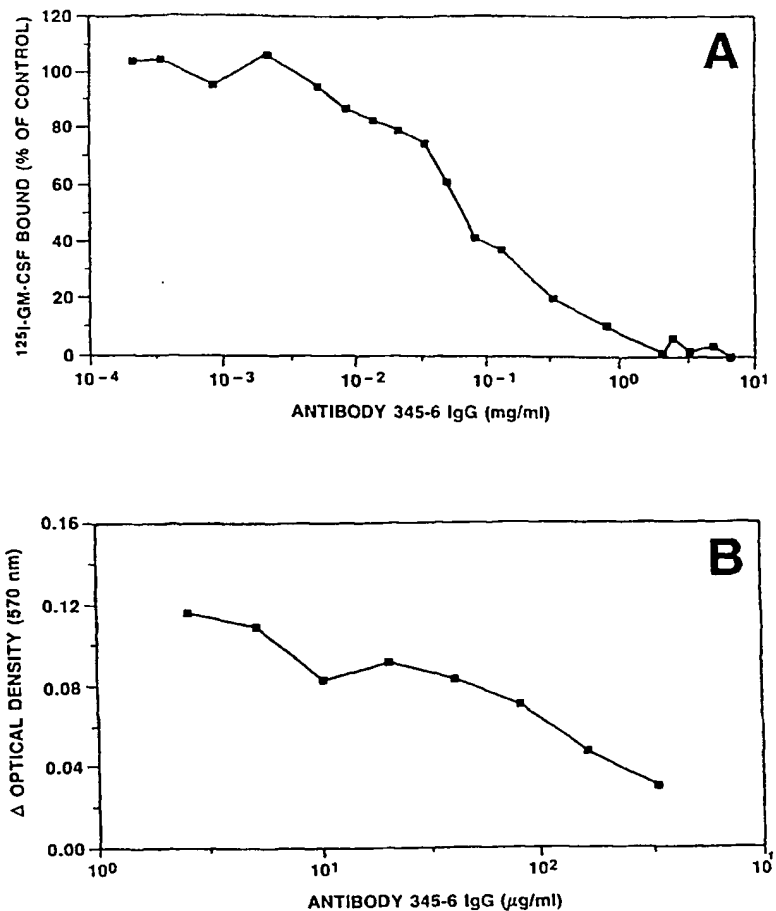 A
120
100
80
60
40
20
0
¹²⁵I-GM-CSF BOUND (% OF CONTROL)
10⁻⁴ 10⁻³ 10⁻² 10⁻¹ 10⁰ 10¹
ANTIBODY 345-6 IgG (mg/ml)
B
0.16
0.12
0.08
0.04
0.00
Δ OPTICAL DENSITY (570 nm)
10⁰ 10¹ 10² 10
ANTIBODY 345-6 IgG (μg/ml)